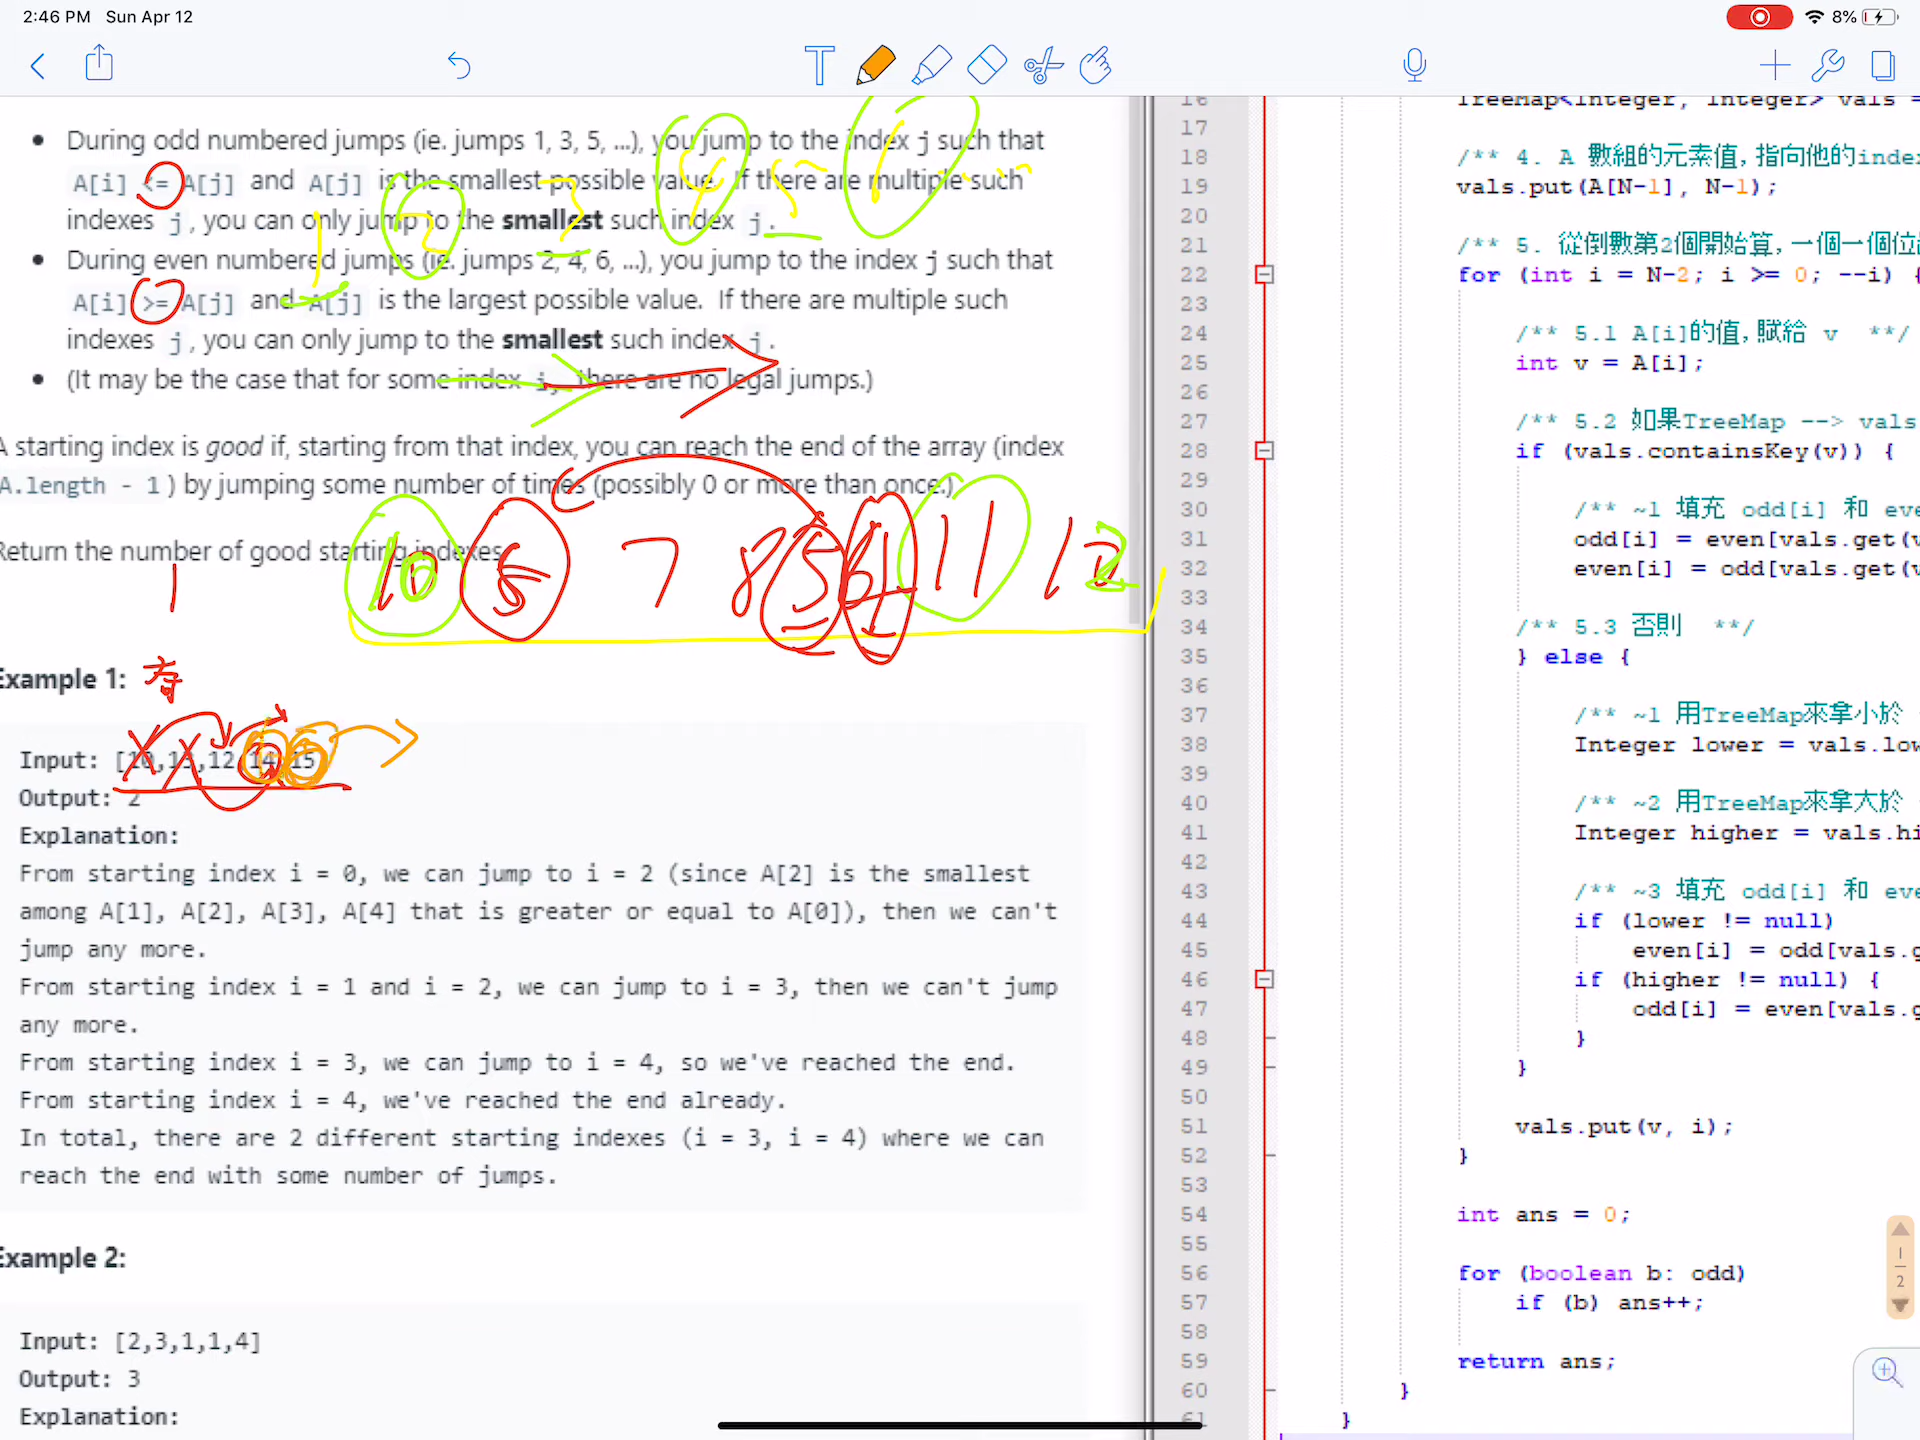 2:46 PM Sun Apr 12
8%
• During odd numbered jumps (ie. jumps 1, 3, 5, ...), you jump to the index j such that
A[i] <= A[j] and A[j] is the smallest possible value. If there are multiple such
indexes j, you can only jump to the smallest such index j.
• During even numbered jumps (ie. jumps 2, 4, 6, ...), you jump to the index j such that
A[i] >= A[j] and A[j] is the largest possible value. If there are multiple such
indexes j, you can only jump to the smallest such index j.
• (It may be the case that for some index i, there are no legal jumps.)
A starting index is good if, starting from that index, you can reach the end of the array (index
A.length - 1) by jumping some number of times (possibly 0 or more than once.)
Return the number of good starting indexes
1 2 3 4 5
10 5 7 8 5 11 12
1
Example 1:
Input: [10,13,12,14,15]
Output: 2
Explanation:
From starting index i = 0, we can jump to i = 2 (since A[2] is the smallest
among A[1], A[2], A[3], A[4] that is greater or equal to A[0]), then we can't
jump any more.
From starting index i = 1 and i = 2, we can jump to i = 3, then we can't jump
any more.
From starting index i = 3, we can jump to i = 4, so we've reached the end.
From starting index i = 4, we've reached the end already.
In total, there are 2 different starting indexes (i = 3, i = 4) where we can
reach the end with some number of jumps.
Example 2:
Input: [2,3,1,1,4]
Output: 3
Explanation:
16 TreeMap<Integer, Integer> vals =
17
18 /** 4. A 數組的元素值，指向他的index
19 vals.put(A[N-1], N-1);
20
21 /** 5. 從倒數第2個開始算，一個一個位
22 for (int i = N-2; i >= 0; --i) {
23
24 /** 5.1 A[i]的值，賦給 v **/
25 int v = A[i];
26
27 /** 5.2 如果TreeMap --> vals
28 if (vals.containsKey(v)) {
29
30 /** ~1 填充 odd[i] 和 eve
31 odd[i] = even[vals.get(v
32 even[i] = odd[vals.get(v
33
34 /** 5.3 否則 **/
35 } else {
36
37 /** ~1 用TreeMap來拿小於
38 Integer lower = vals.low
39
40 /** ~2 用TreeMap來拿大於
41 Integer higher = vals.hi
42
43 /** ~3 填充 odd[i] 和 eve
44 if (lower != null)
45 even[i] = odd[vals.g
46 if (higher != null) {
47 odd[i] = even[vals.g
48 }
49 }
50
51 vals.put(v, i);
52 }
53
54 int ans = 0;
55
56 for (boolean b: odd)
57 if (b) ans++;
58
59 return ans;
60 }
61 }
1
2